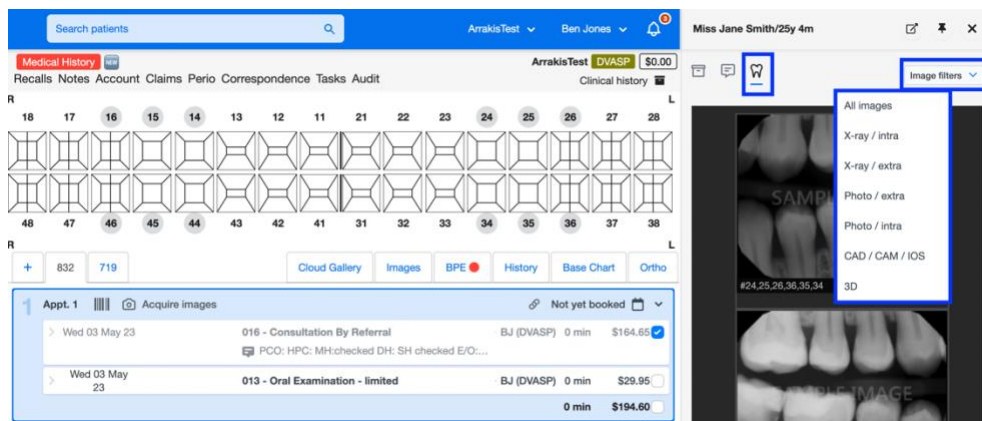 Search patients
ArrakisTest
Ben Jones
3
Miss Jane Smith/25y 4m
Medical History NEW
ArrakisTest DVASP $0.00
Recalls Notes Account Claims Perio Correspondence Tasks Audit
Clinical history
Image filters
All images
X-ray / intra
X-ray / extra
Photo / extra
Photo / intra
CAD / CAM / IOS
3D
R L
18 17 16 15 14 13 12 11 21 22 23 24 25 26 27 28
48 47 46 45 44 43 42 41 31 32 33 34 35 36 37 38
R L
+ 832 719 Cloud Gallery Images BPE History Base Chart Ortho
1 Appt. 1 Acquire images Not yet booked
Wed 03 May 23 016 - Consultation By Referral BJ (DVASP) 0 min $164.65
PCO: HPC: MH:checked DH: SH checked E/O:...
Wed 03 May 23 013 - Oral Examination - limited BJ (DVASP) 0 min $29.95
0 min $194.60
SAMPL
#24,25,26,36,35,34
SAMPLE IMAGE